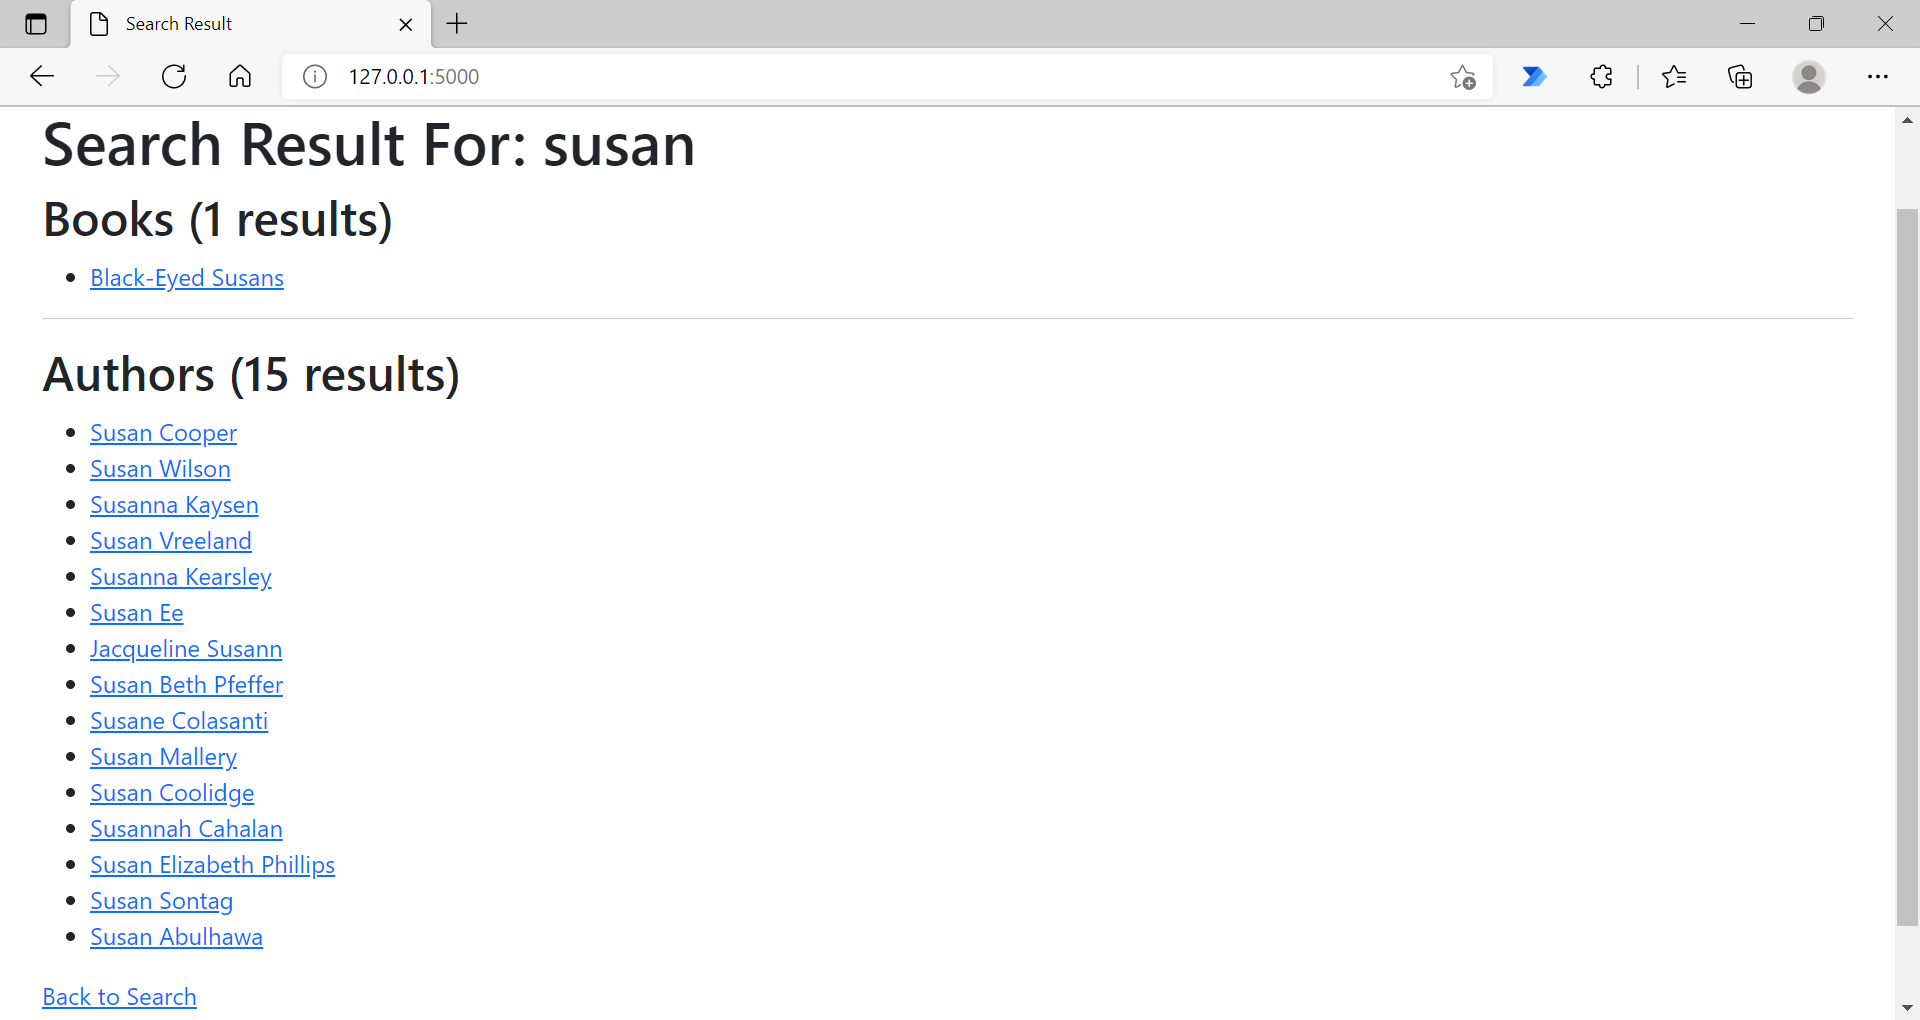 Search Result
127.0.0.1:5000
Search Result For: susan
Books (1 results)
Black-Eyed Susans
Authors (15 results)
Susan Cooper
Susan Wilson
Susanna Kaysen
Susan Vreeland
Susanna Kearsley
Susan Ee
Jacqueline Susann
Susan Beth Pfeffer
Susane Colasanti
Susan Mallery
Susan Coolidge
Susannah Cahalan
Susan Elizabeth Phillips
Susan Sontag
Susan Abulhawa
Back to Search